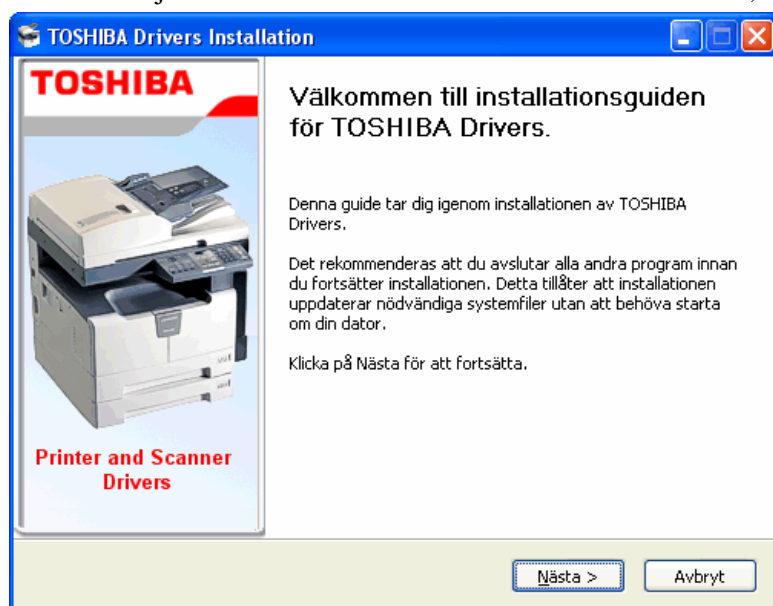 TOSHIBA Drivers Installation
TOSHIBA
Printer and Scanner
Drivers
Välkommen till installationsguiden
för TOSHIBA Drivers.
Denna guide tar dig igenom installationen av TOSHIBA
Drivers.
Det rekommenderas att du avslutar alla andra program innan
du fortsätter installationen. Detta tillåter att installationen
uppdaterar nödvändiga systemfiler utan att behöva starta
om din dator.
Klicka på Nästa för att fortsätta.
Nästa >
Avbryt